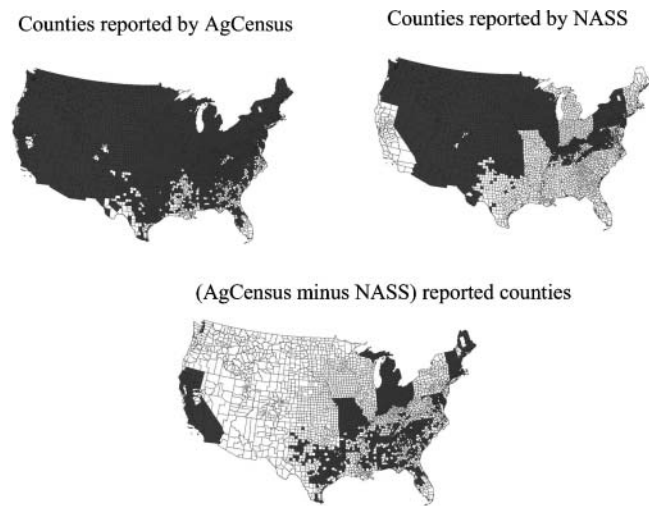 Counties reported by AgCensus
Counties reported by NASS
(AgCensus minus NASS) reported counties